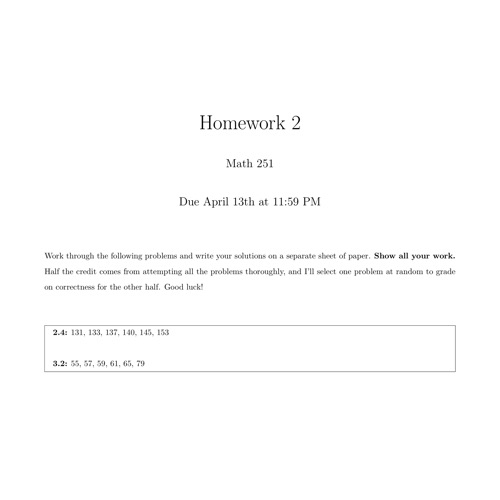 Homework 2
Math 251
Due April 13th at 11:59 PM
Work through the following problems and write your solutions on a separate sheet of paper. Show all your work.
Half the credit comes from attempting all the problems thoroughly, and I'll select one problem at random to grade
on correctness for the other half. Good luck!
2.4: 131, 133, 137, 140, 145, 153
3.2: 55, 57, 59, 61, 65, 79